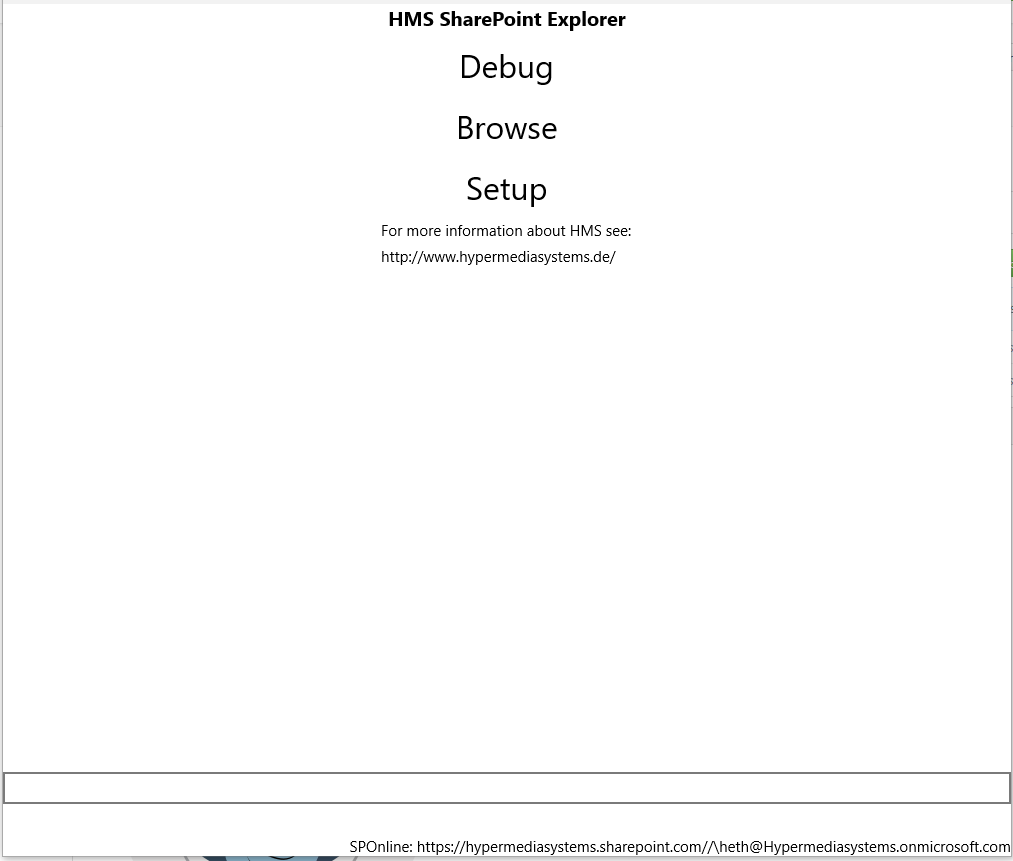 HMS SharePoint Explorer
Debug
Browse
Setup
For more information about HMS see:
http://www.hypermediasystems.de/
SPOnline: https://hypermediasystems.sharepoint.com//\heth@Hypermediasystems.onmicrosoft.com